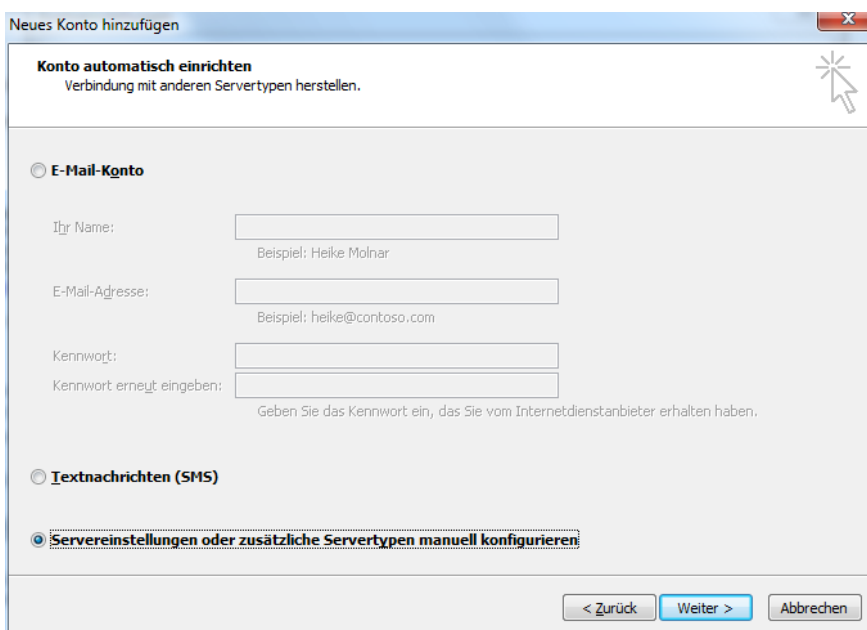 Neues Konto hinzufügen
Konto automatisch einrichten
Verbindung mit anderen Servertypen herstellen.
E-Mail-Konto
Ihr Name:
Beispiel: Heike Molnar
E-Mail-Adresse:
Beispiel: heike@contoso.com
Kennwort:
Kennwort erneut eingeben:
Geben Sie das Kennwort ein, das Sie vom Internetdienstanbieter erhalten haben.
Textnachrichten (SMS)
Servereinstellungen oder zusätzliche Servertypen manuell konfigurieren
< Zurück Weiter > Abbrechen